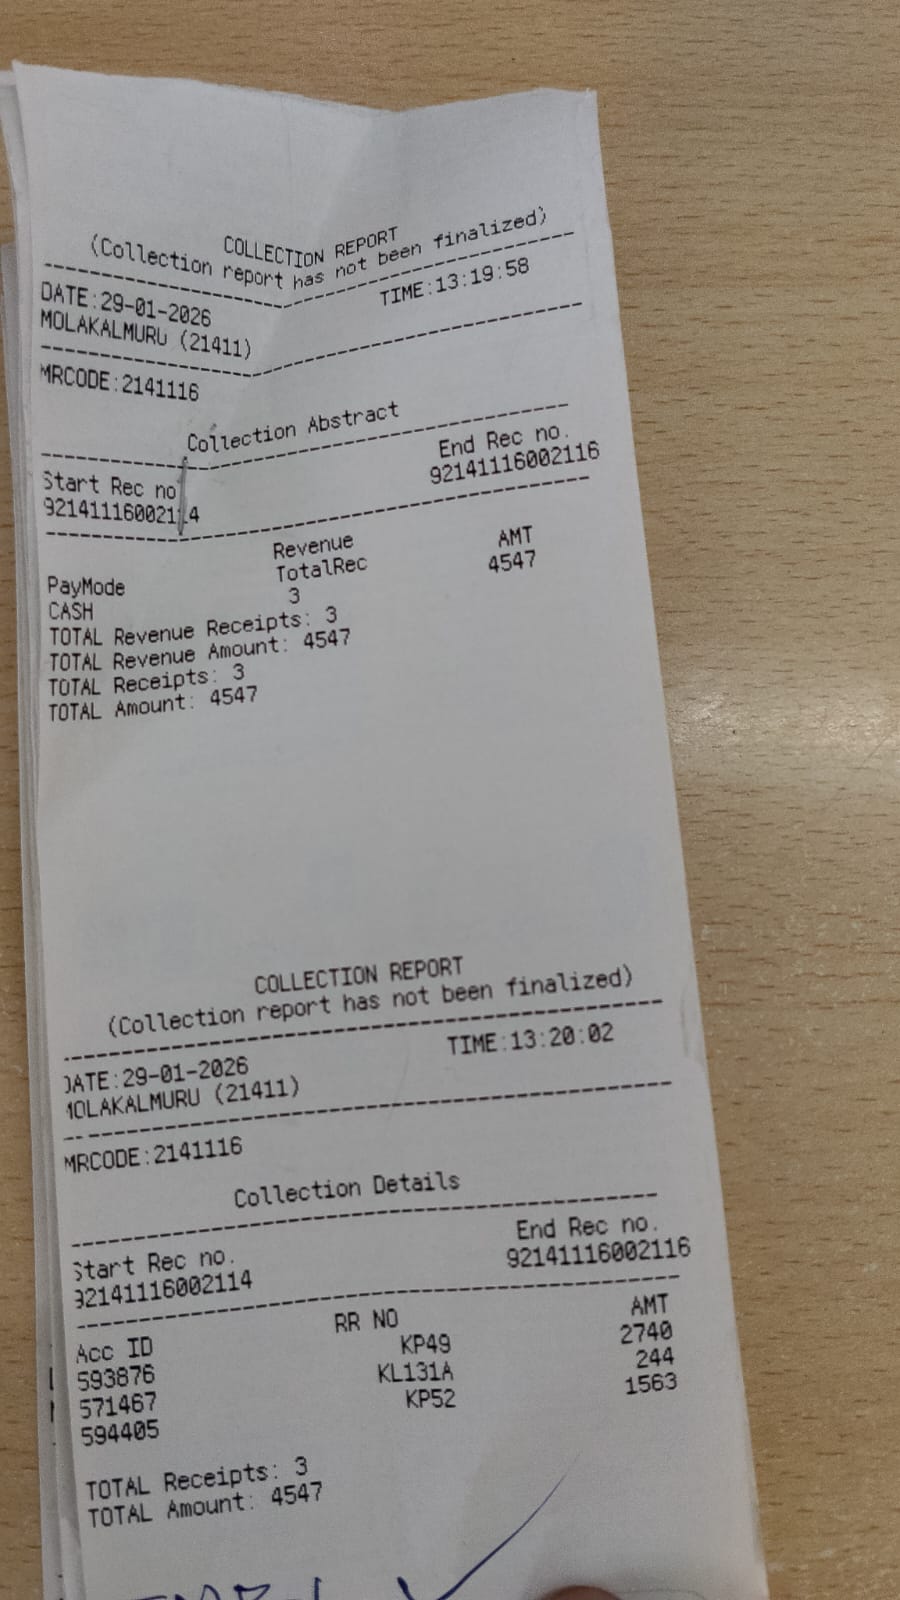 COLLECTION REPORT
(Collection report has not been finalized)
DATE:29-01-2026 TIME:13:19:58
MOLAKALMURU (21411)
MRCODE:2141116
Collection Abstract
Start Rec no End Rec no.
92141116002114 92141116002116
Revenue
PayMode TotalRec AMT
CASH 3 4547
TOTAL Revenue Receipts: 3
TOTAL Revenue Amount: 4547
TOTAL Receipts: 3
TOTAL Amount: 4547
COLLECTION REPORT
(Collection report has not been finalized)
DATE:29-01-2026 TIME:13:20:02
MOLAKALMURU (21411)
MRCODE:2141116
Collection Details
Start Rec no. End Rec no.
92141116002114 92141116002116
Acc ID RR NO AMT
593876 KP49 2740
571467 KL131A 244
594405 KP52 1563
TOTAL Receipts: 3
TOTAL Amount: 4547